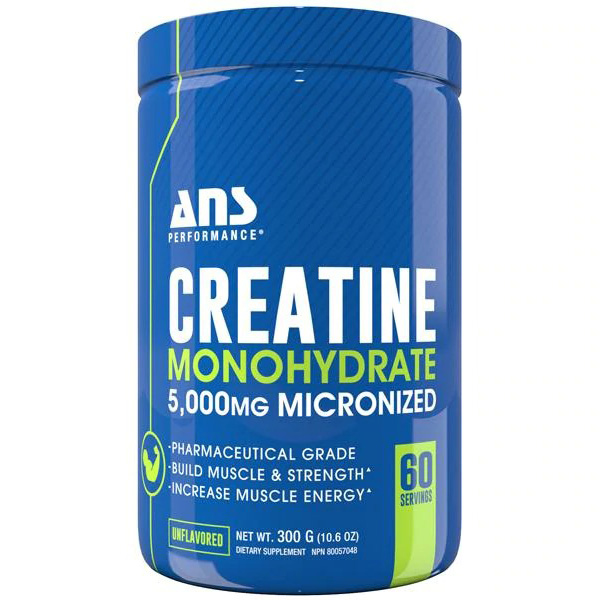 ANS
PERFORMANCE®
CREATINE
MONOHYDRATE
5,000MG MICRONIZED
-PHARMACEUTICAL GRADE
-BUILD MUSCLE & STRENGTH▲
-INCREASE MUSCLE ENERGY▲
60
SERVINGS
UNFLAVORED
NET WT. 300 G (10.6 OZ)
DIETARY SUPPLEMENT NPN 80057048